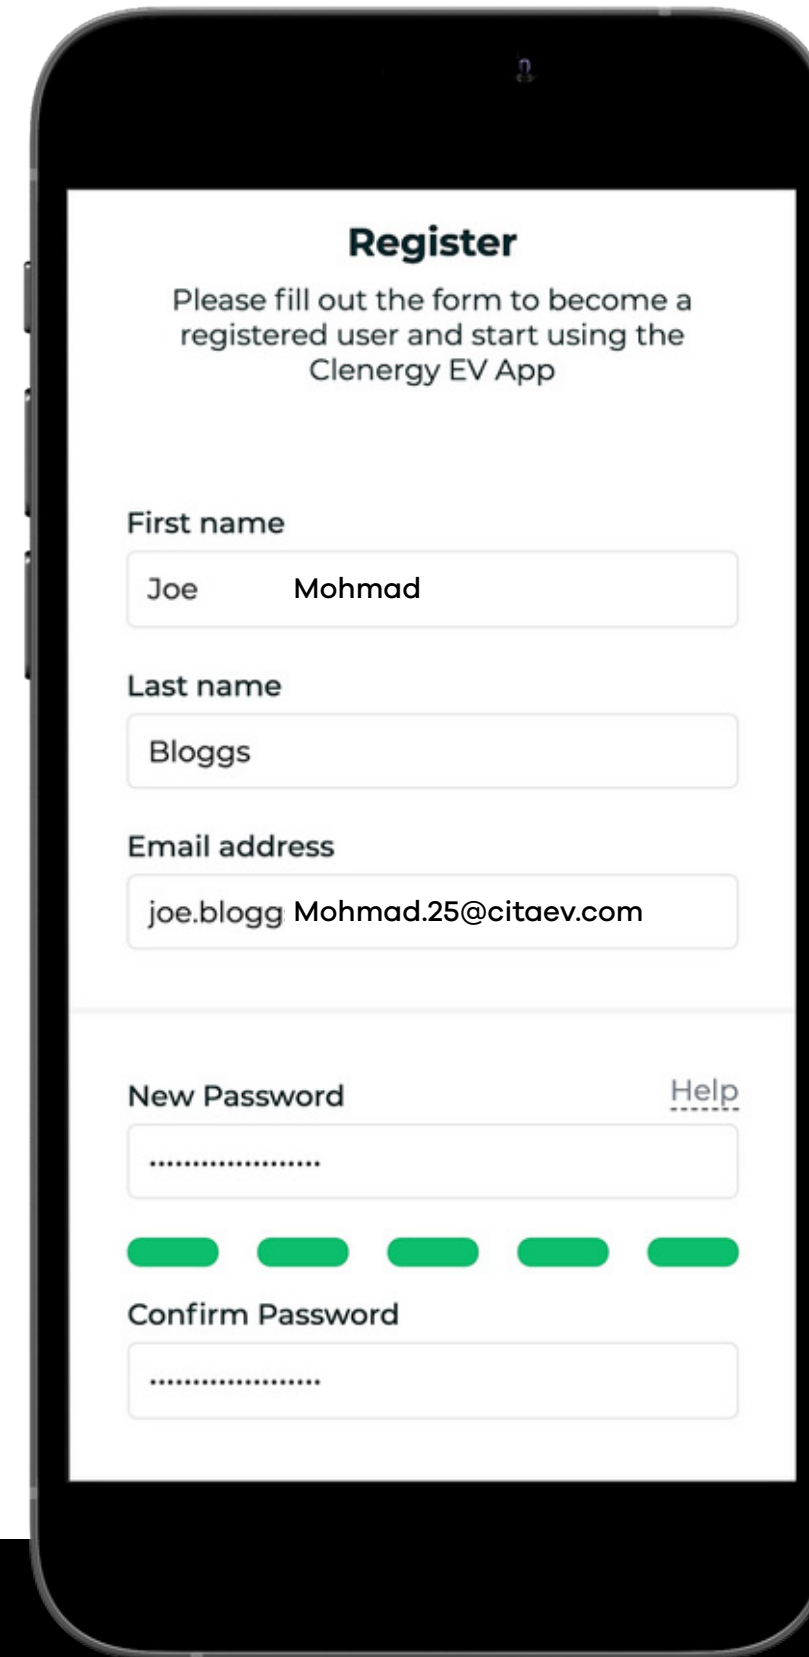 Register
Please fill out the form to become a
registered user and start using the
Clenergy EV App
First name
Joe Mohmad
Last name
Bloggs
Email address
joe.blogg Mohmad.25@citaev.com
New Password Help
····················
Confirm Password
····················